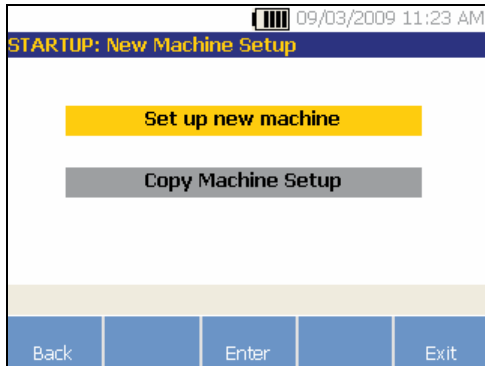 09/03/2009 11:23 AM
STARTUP: New Machine Setup
Set up new machine
Copy Machine Setup
Back Enter Exit